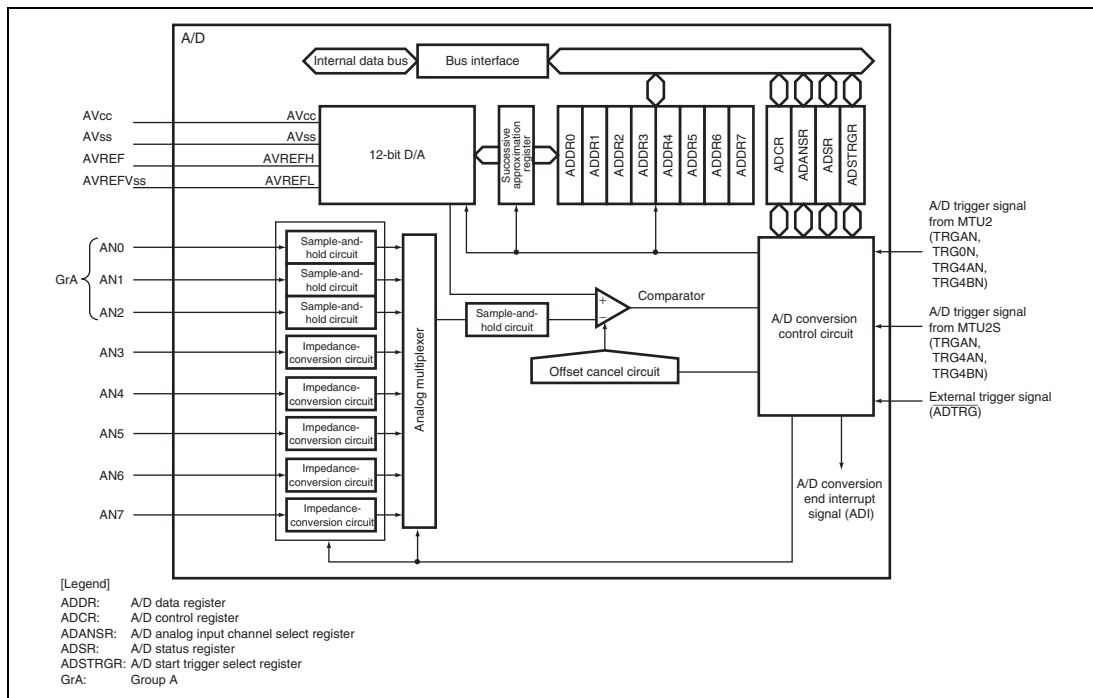 A/D
Internal data bus
Bus interface
AVcc
AVss
AVREF
AVREFVss
AVcc
AVss
AVREFH
AVREFL
12-bit D/A
Successive
approximation
register
ADDR0
ADDR1
ADDR2
ADDR3
ADDR4
ADDR5
ADDR6
ADDR7
ADCR
ADANSR
ADSR
ADSTRGR
GrA
AN0
AN1
AN2
AN3
AN4
AN5
AN6
AN7
Sample-and-
hold circuit
Sample-and-
hold circuit
Sample-and-
hold circuit
Impedance-
conversion circuit
Impedance-
conversion circuit
Impedance-
conversion circuit
Impedance-
conversion circuit
Impedance-
conversion circuit
Analog multiplexer
Sample-and-
hold circuit
+
−
Comparator
Offset cancel circuit
A/D conversion
control circuit
A/D trigger signal
from MTU2
(TRGAN,
TRG0N,
TRG4AN,
TRG4BN)
A/D trigger signal
from MTU2S
(TRGAN,
TRG4AN,
TRG4BN)
External trigger signal
(ADTRG)
A/D conversion
end interrupt
signal (ADI)
[Legend]
ADDR: A/D data register
ADCR: A/D control register
ADANSR: A/D analog input channel select register
ADSR: A/D status register
ADSTRGR: A/D start trigger select register
GrA: Group A